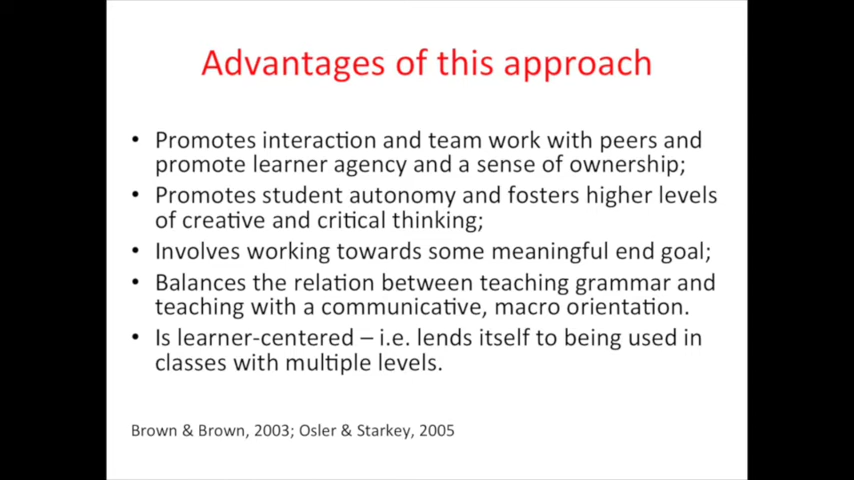 Advantages of this approach
• Promotes interaction and team work with peers and
promote learner agency and a sense of ownership;
• Promotes student autonomy and fosters higher levels
of creative and critical thinking;
• Involves working towards some meaningful end goal;
• Balances the relation between teaching grammar and
teaching with a communicative, macro orientation.
• Is learner-centered – i.e. lends itself to being used in
classes with multiple levels.
Brown & Brown, 2003; Osler & Starkey, 2005